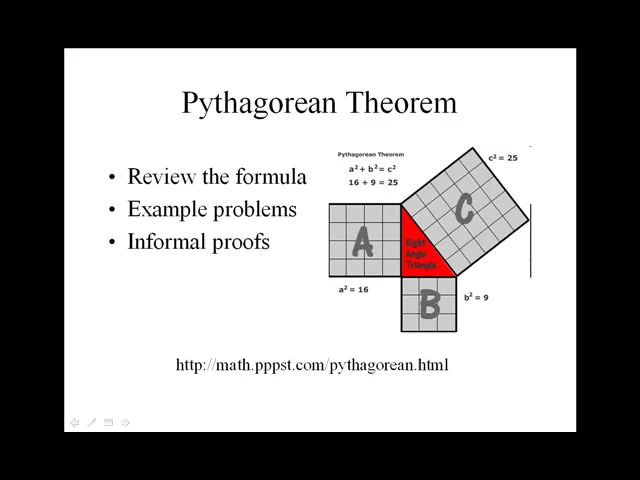 Pythagorean Theorem
• Review the formula
• Example problems
• Informal proofs
Pythagorean Theorem
a² + b² = c²
16 + 9 = 25
c² = 25
C
A
Right
Angle
Triangle
a² = 16
B
b² = 9
http://math.pppst.com/pythagorean.html